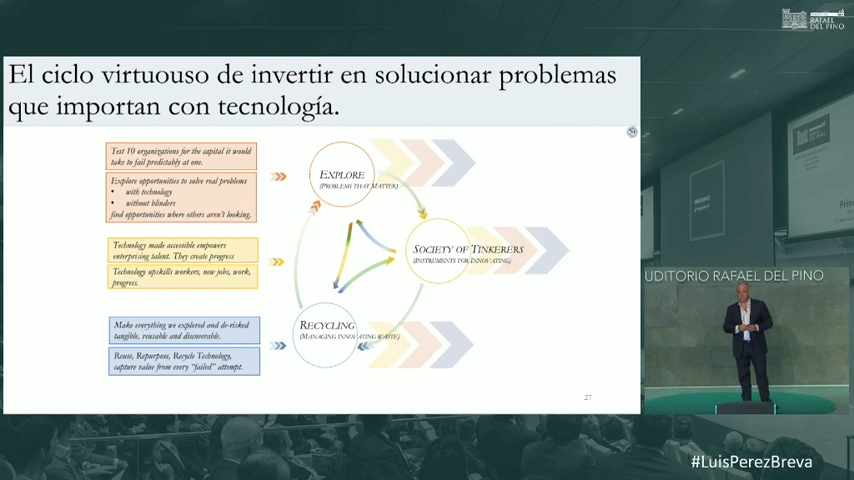 RAFAEL
DEL PINO
El ciclo virtuouso de invertir en solucionar problemas
que importan con tecnología.
Test 10 organizations for the capital it would
take to fail predictably at one.
Explore opportunities to solve real problems
• with technology
• without blinders
find opportunities where others aren't looking.
EXPLORE
(PROBLEMS THAT MATTER)
Technology made accessible empowers
enterprising talent. They create progress
Technology upskills workers, new jobs, work,
progress.
SOCIETY OF TINKERERS
(INSTRUMENTS FOR INNOVATING)
Make everything we explored and de-risked
tangible, reusable and discoverable.
Reuse, Repurpose, Recycle Technology,
capture value from every "failed" attempt.
RECYCLING
(MANAGING INNOVATING WASTE)
27
UDITORIO RAFAEL DEL PINO
#LuisPerezBreva